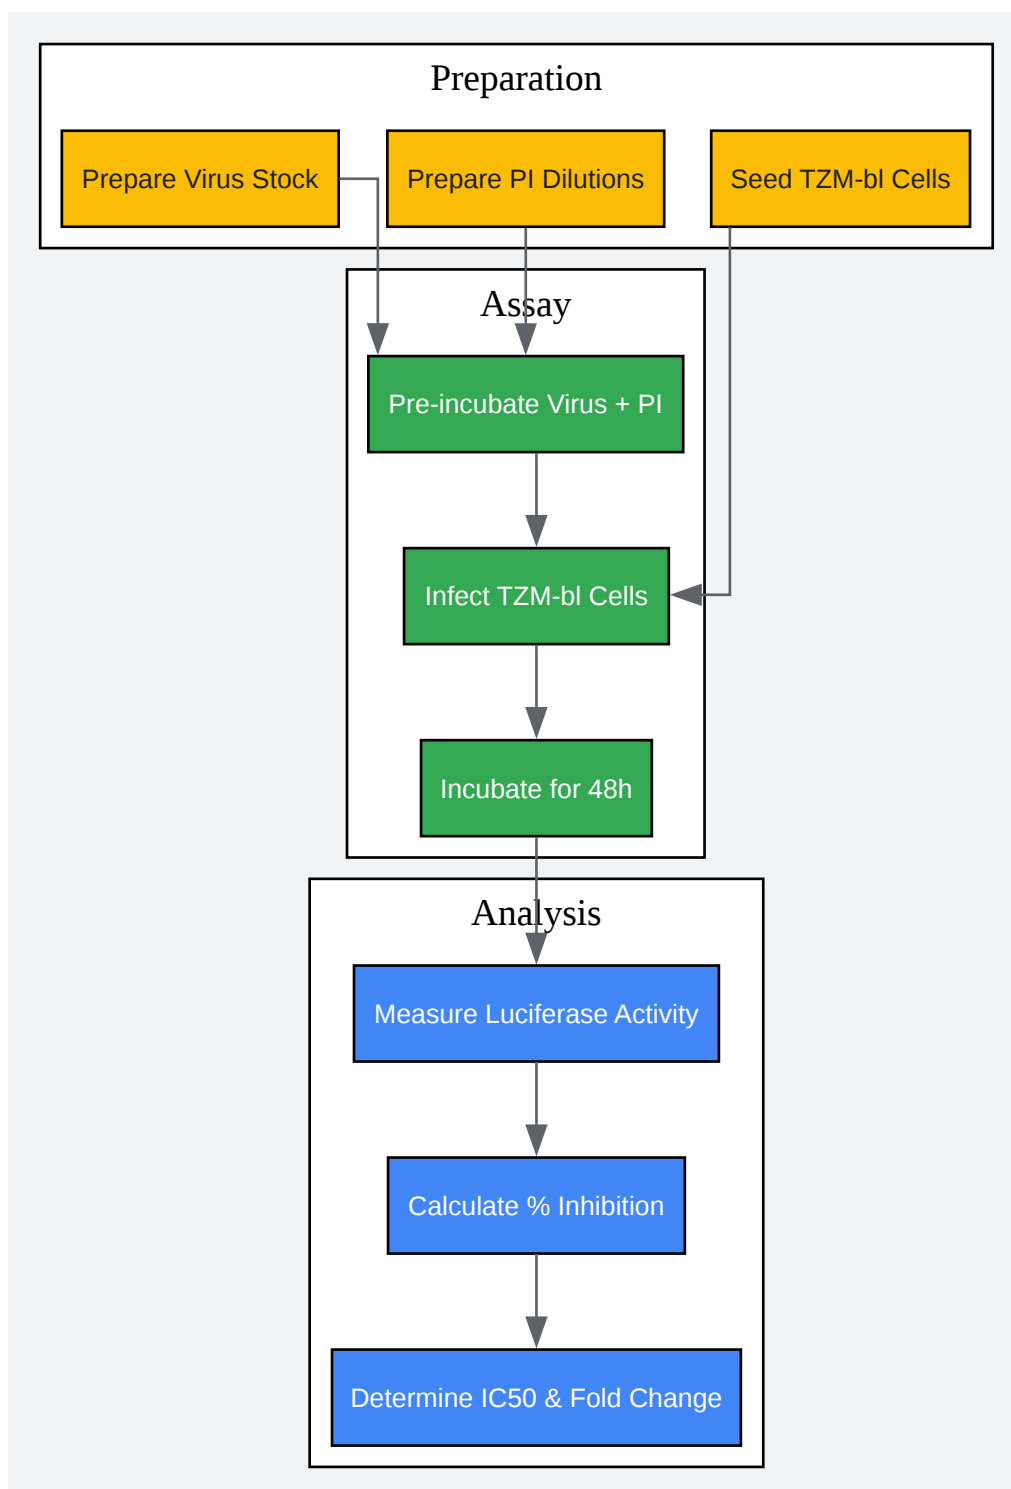 Preparation
Prepare Virus Stock
Prepare PI Dilutions
Seed TZM-bl Cells
Assay
Pre-incubate Virus + PI
Infect TZM-bl Cells
Incubate for 48h
Analysis
Measure Luciferase Activity
Calculate % Inhibition
Determine IC50 & Fold Change